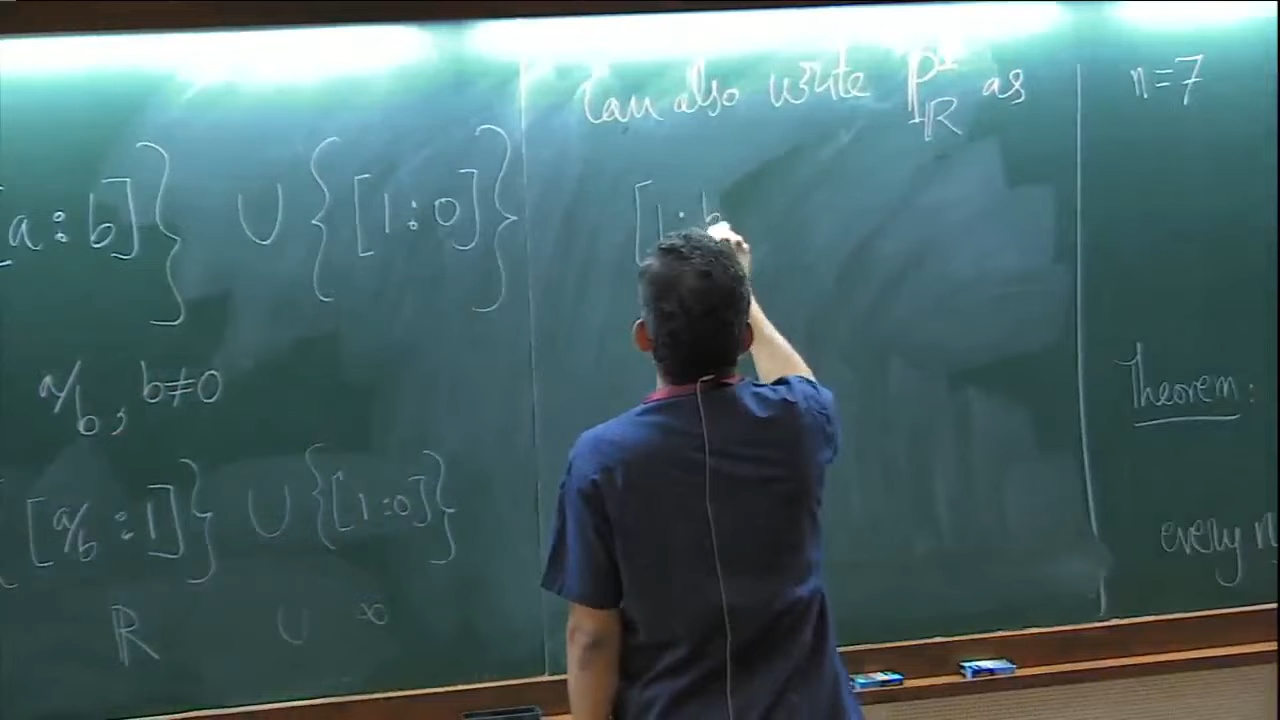 a : b] } ∪ { [1 : 0] }
a/b, b≠0
[a/b : 1] } ∪ { [1 : 0] }
ℝ ∪ ∞
Can also write ℙ¹_ℝ as
[1 : b
n=7
Theorem:
every n